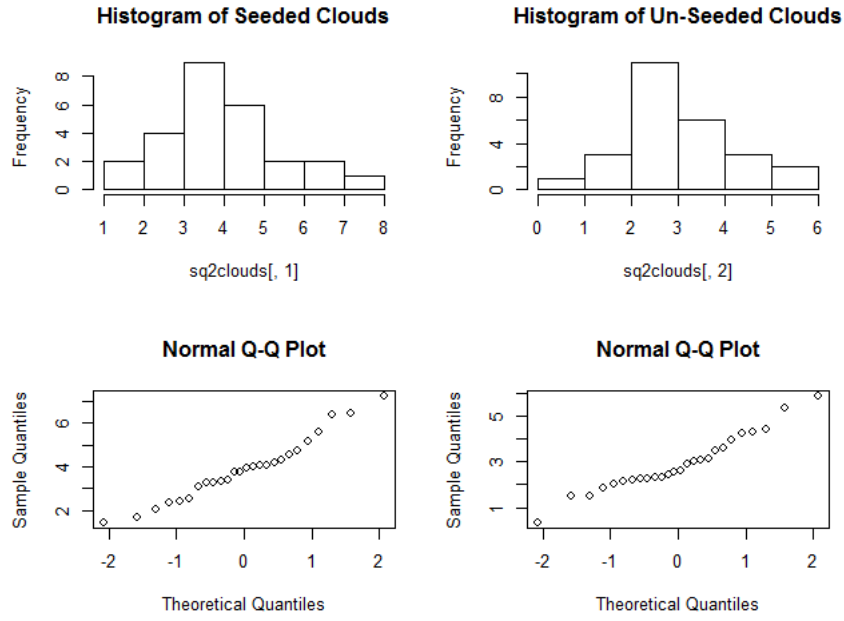 Histogram of Seeded Clouds
Frequency
0 2 4 6 8
1 2 3 4 5 6 7 8
sq2clouds[, 1]
Histogram of Un-Seeded Clouds
Frequency
0 4 8
0 1 2 3 4 5 6
sq2clouds[, 2]
Normal Q-Q Plot
Sample Quantiles
2 4 6
-2 -1 0 1 2
Theoretical Quantiles
Normal Q-Q Plot
Sample Quantiles
1 3 5
-2 -1 0 1 2
Theoretical Quantiles